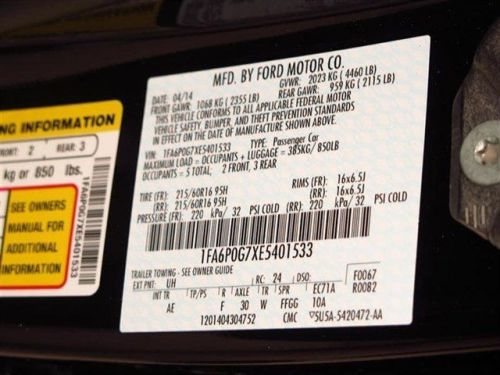 NG INFORMATION
FRONT: 2 REAR: 3
kg or 850 lbs.
SEE OWNERS
MANUAL FOR
ADDITIONAL
INFORMATION
1FA6P0G7XE5401533
MFD. BY FORD MOTOR CO.
DATE: 04/14 GVWR: 2023 KG (4460 LB)
FRONT GAWR: 1068 KG (2355 LB) REAR GAWR: 959 KG (2115 LB)
THIS VEHICLE CONFORMS TO ALL APPLICABLE FEDERAL MOTOR
VEHICLE SAFETY, BUMPER, AND THEFT PREVENTION STANDARDS
IN EFFECT ON THE DATE OF MANUFACTURE SHOWN ABOVE.
VEHICLE: 1FA6P0G7XE5401533 TYPE: Passenger Car
MAXIMUM LOAD = OCCUPANTS + LUGGAGE = 385KG/850LB
OCCUPANTS = 5 TOTAL: 2 FRONT, 3 REAR
TIRE (FR): 215/60R16 95H RIMS (FR): 16x6.5J
(RR): 215/60R16 95H (RR): 16x6.5J
PRESSURE (FR): 220 kPa/ 32 PSI COLD (RR): 220 kPa/ 32 PSI COLD
1FA6P0G7XE5401533
TRAILER TOWING - SEE OWNER GUIDE
EXT PNT: UH RC: 24 DSO: F0067
INT TR TP/PS R AXLE TR SPR EC71A R0082
AE F 30 W FFGG 10A
1201404304752 CMC 5U5A-5420472-AA